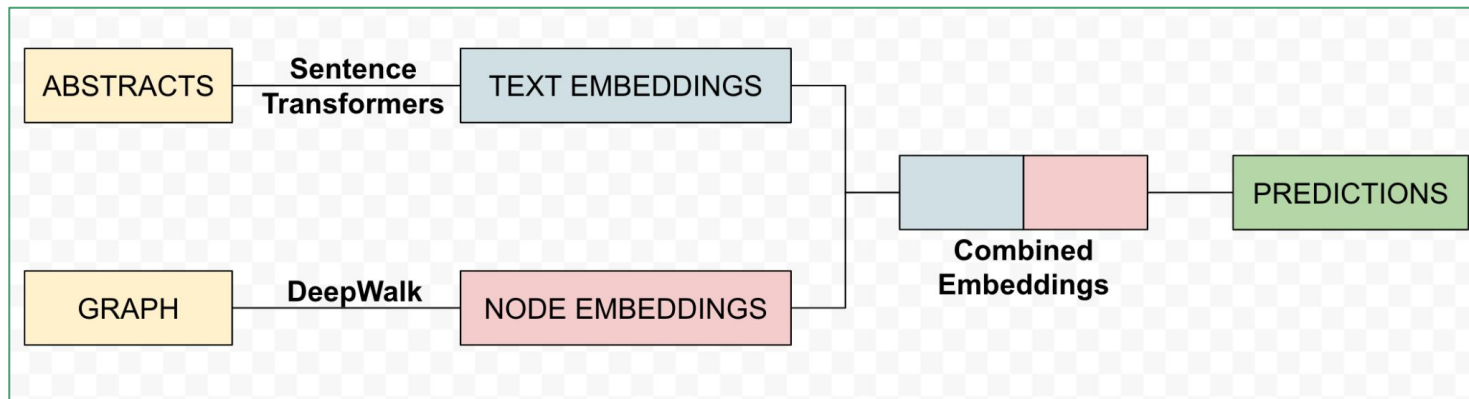 ABSTRACTS
Sentence
Transformers
TEXT EMBEDDINGS
Combined
Embeddings
PREDICTIONS
GRAPH
DeepWalk
NODE EMBEDDINGS